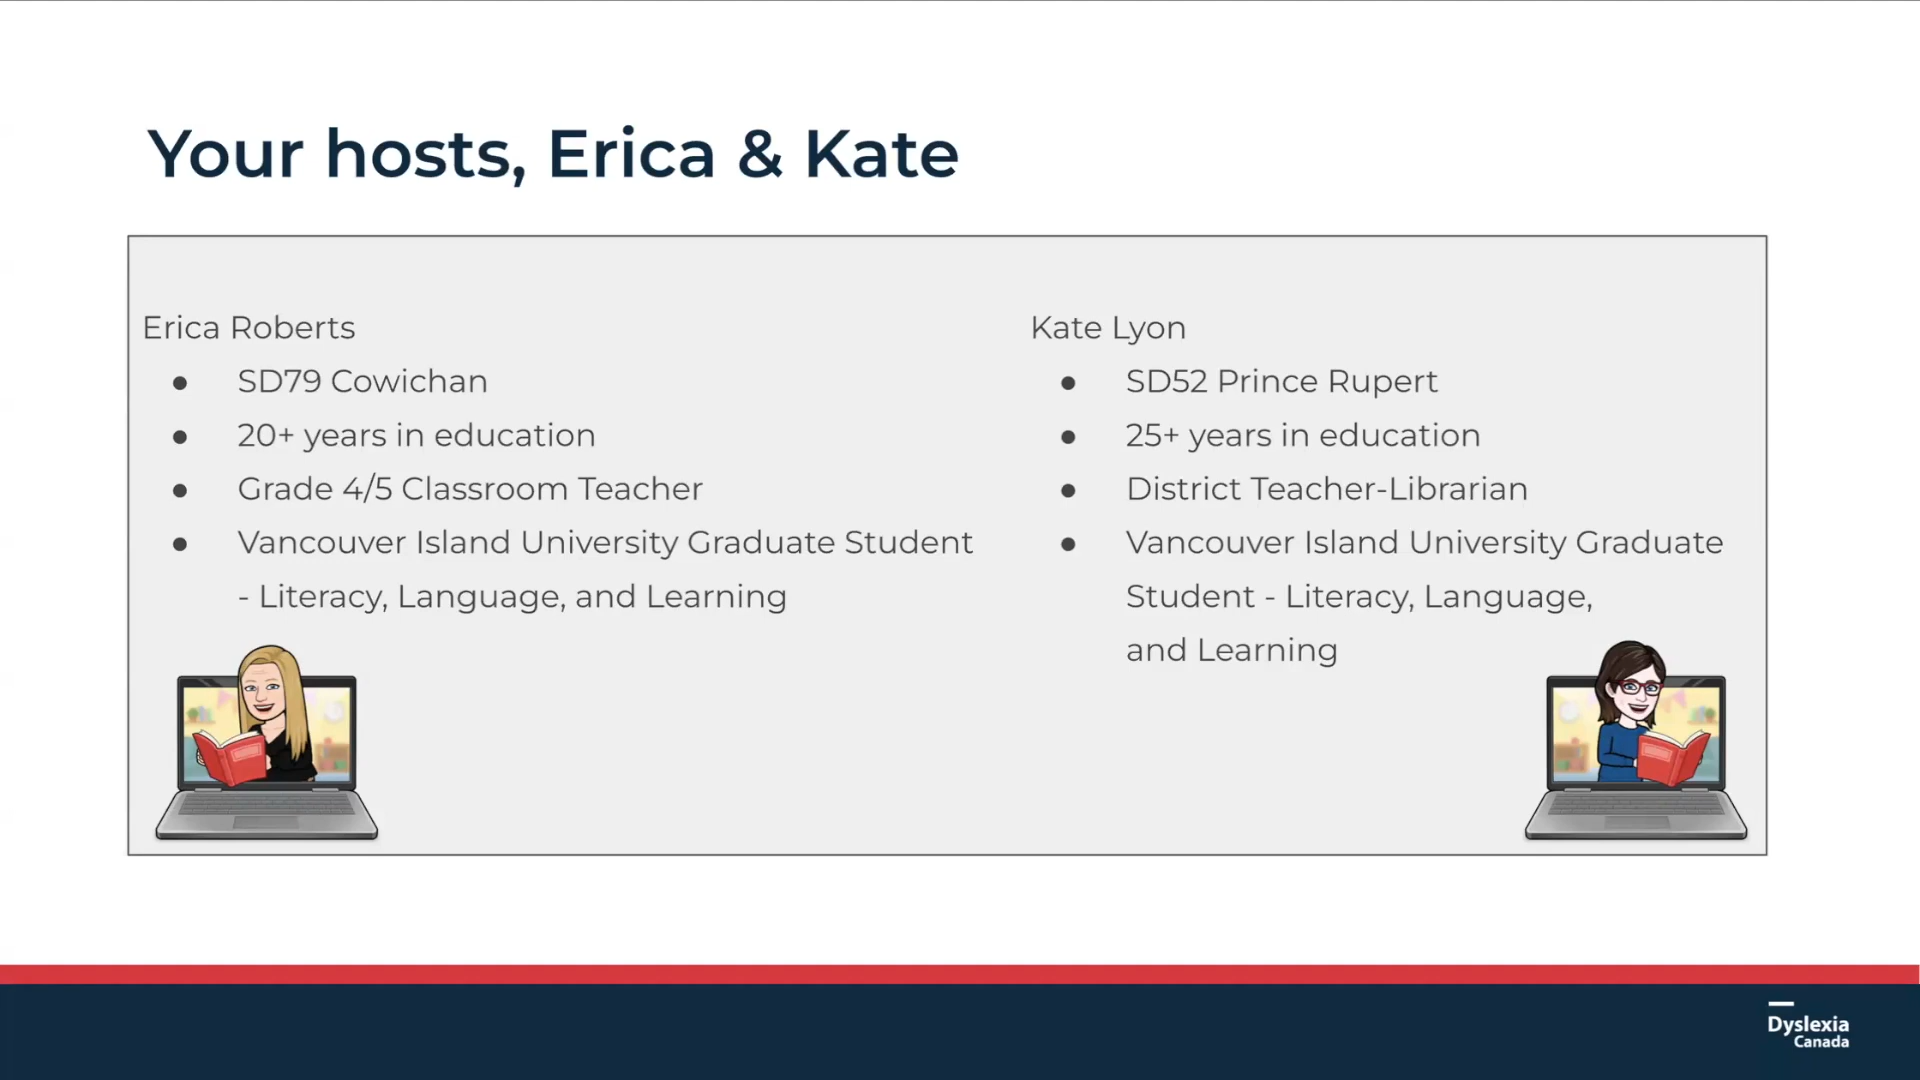 Your hosts, Erica & Kate
Erica Roberts
● SD79 Cowichan
● 20+ years in education
● Grade 4/5 Classroom Teacher
● Vancouver Island University Graduate Student
- Literacy, Language, and Learning
Kate Lyon
● SD52 Prince Rupert
● 25+ years in education
● District Teacher-Librarian
● Vancouver Island University Graduate
Student - Literacy, Language,
and Learning
Dyslexia
Canada